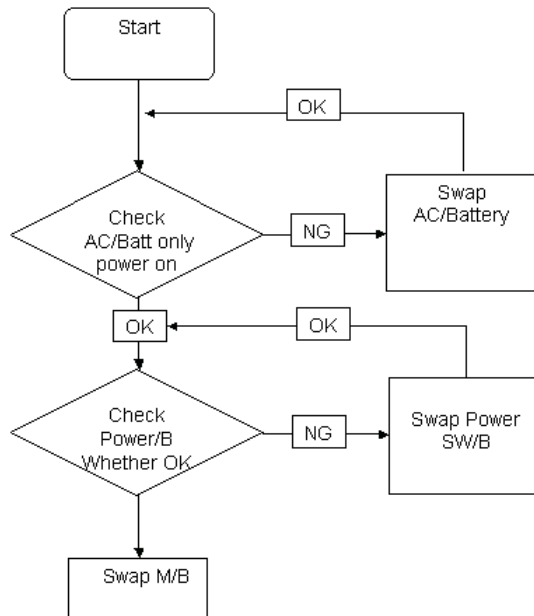 Start
OK
Check
AC/Batt only
power on
NG
Swap
AC/Battery
OK
OK
Check
Power/B
Whether OK
NG
Swap Power
SW/B
Swap M/B